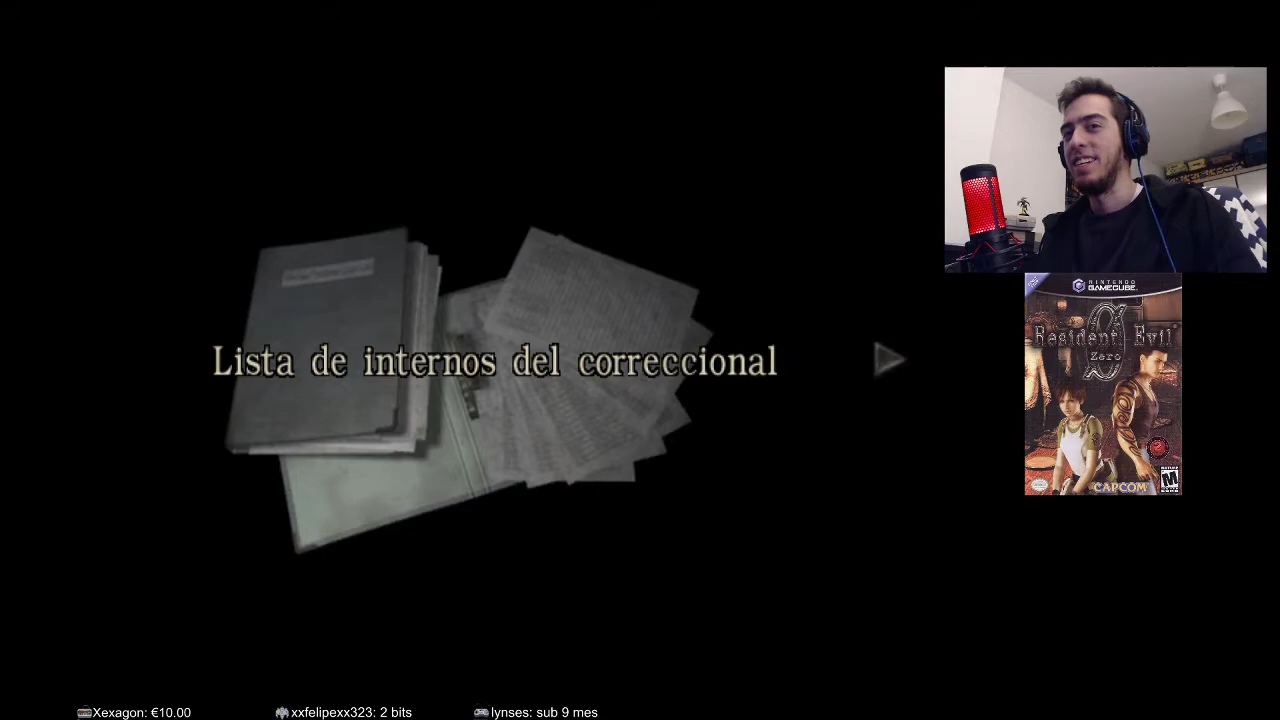 Lista de internos del correccional
NINTENDO
GAMECUBE
Resident Evil
Zero
MATURE
M
CAPCOM
Xexagon: €10.00
xxfelipexx323: 2 bits
lynses: sub 9 mes